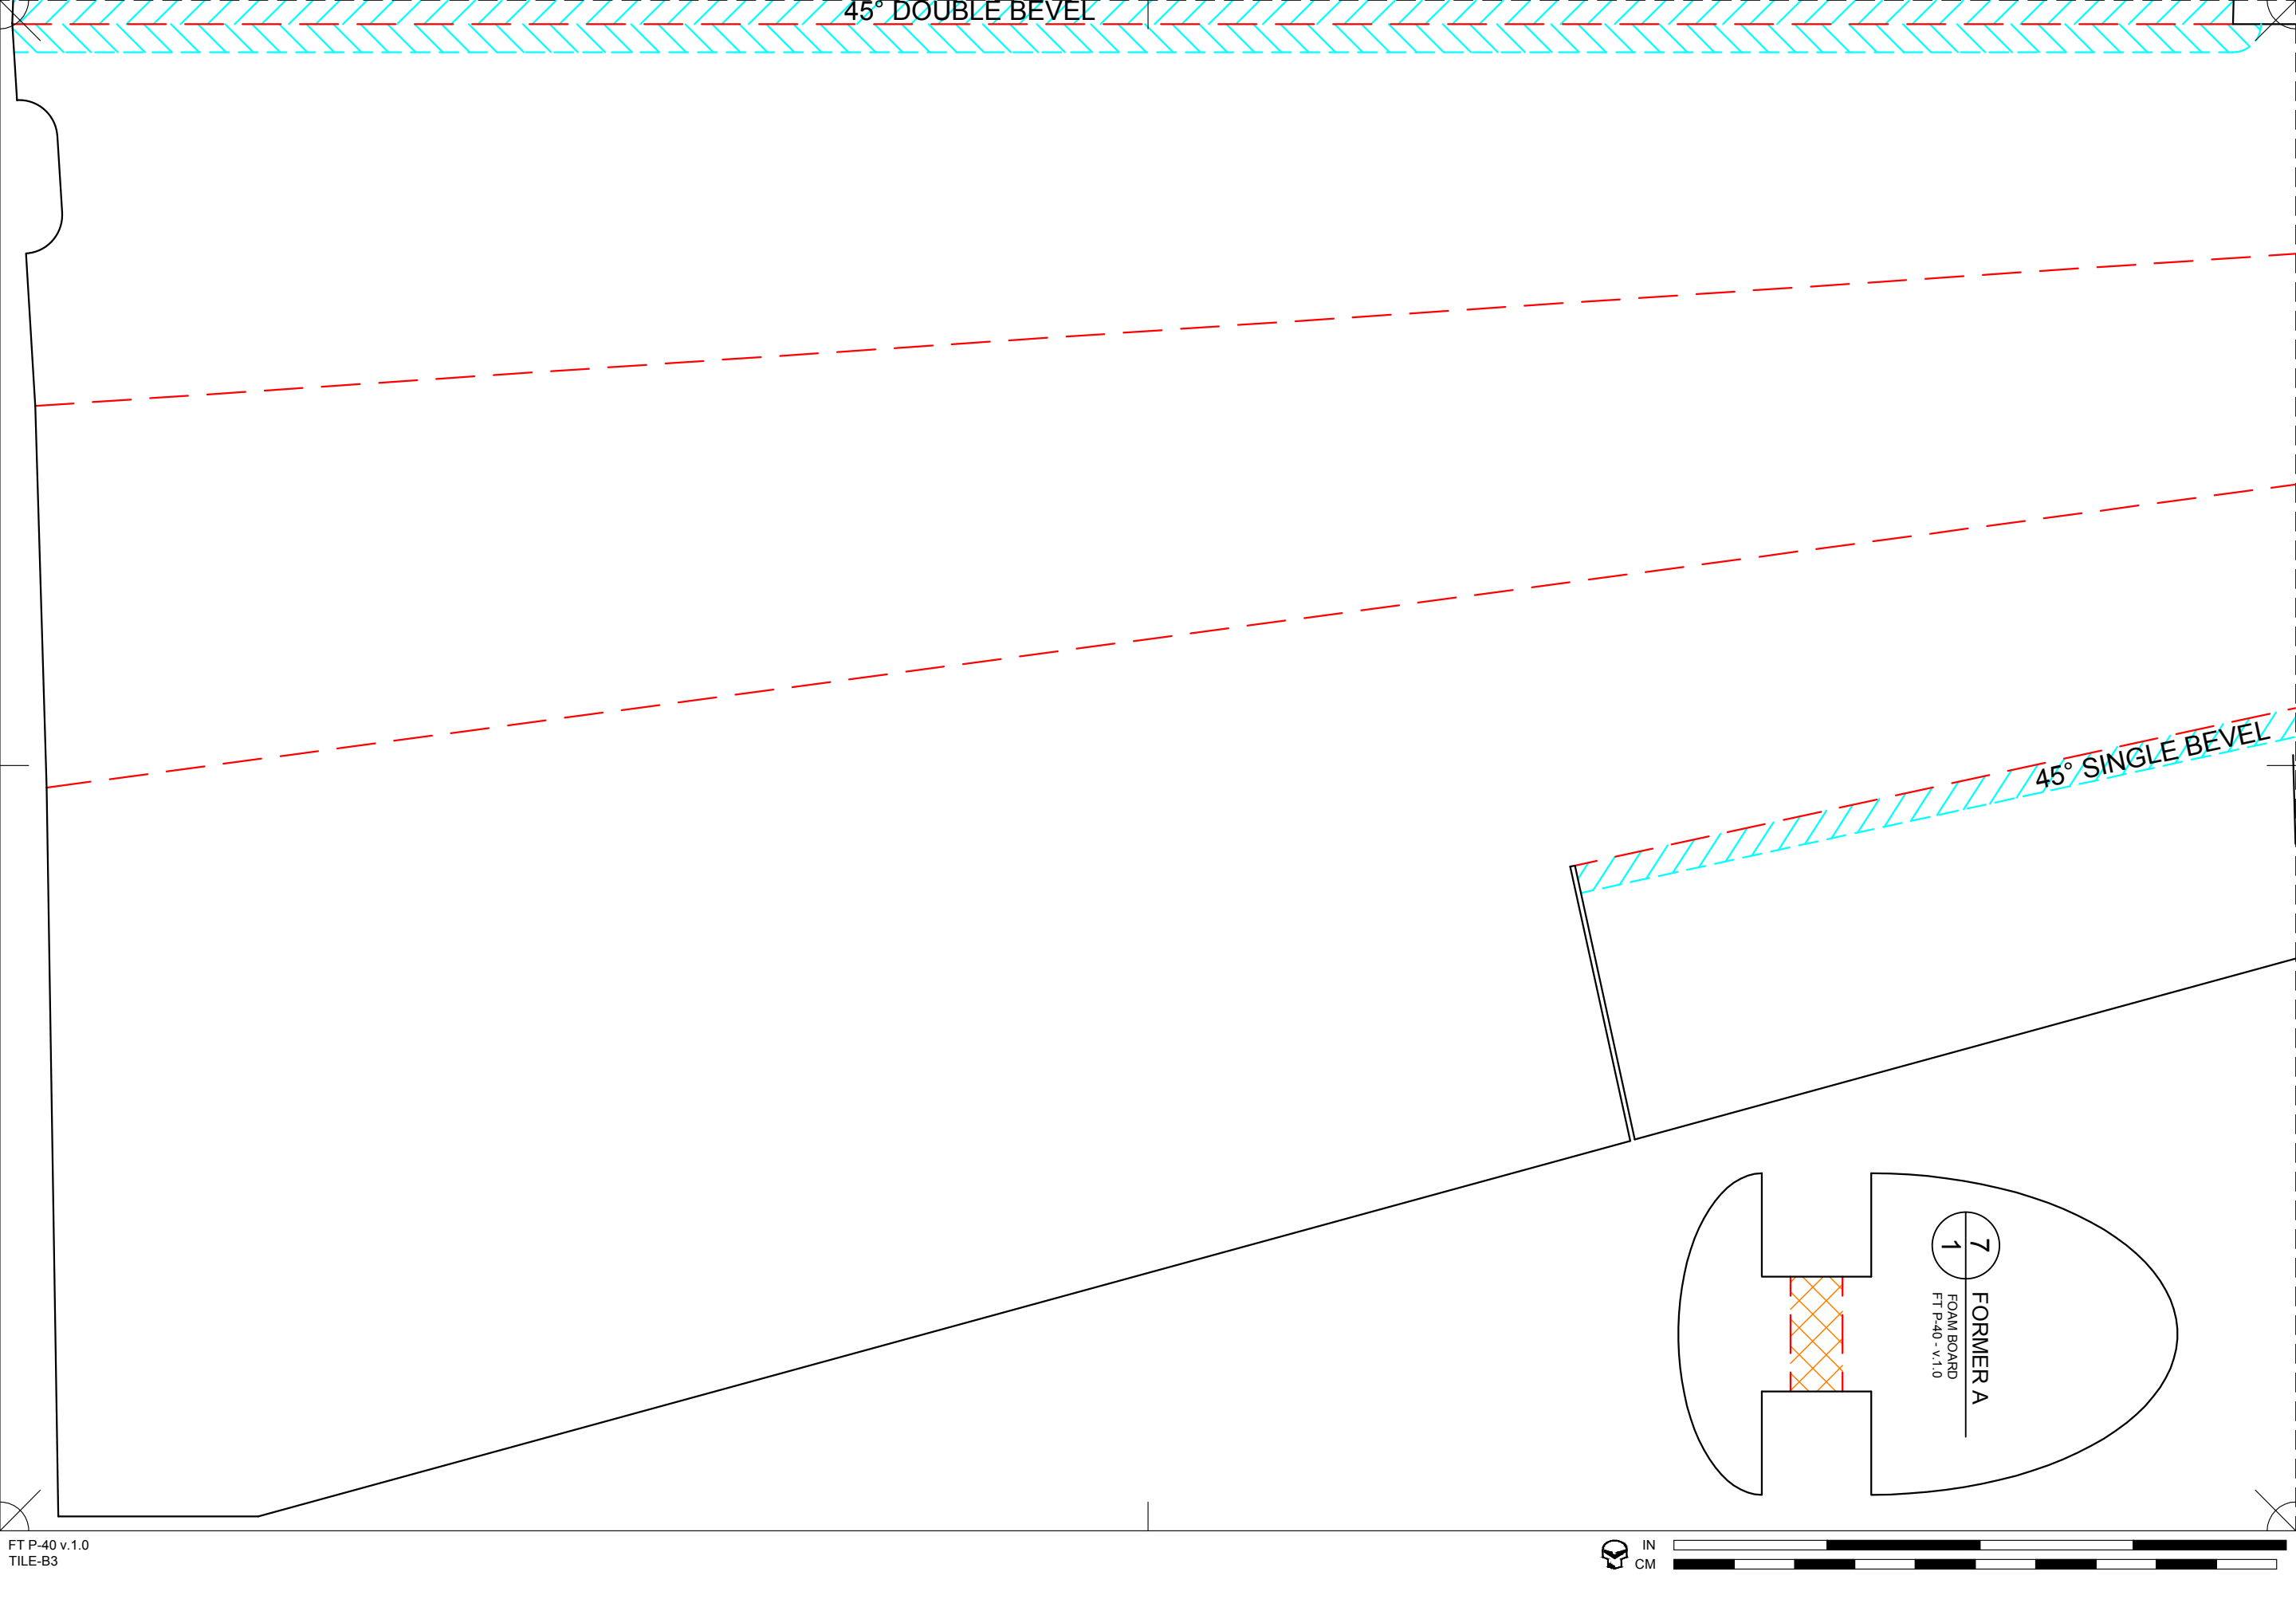 45° DOUBLE BEVEL
45° SINGLE BEVEL
7
1
FORMER A
FOAM BOARD
FT P-40 - v.1.0
FT P-40 v.1.0
TILE-B3
IN
CM